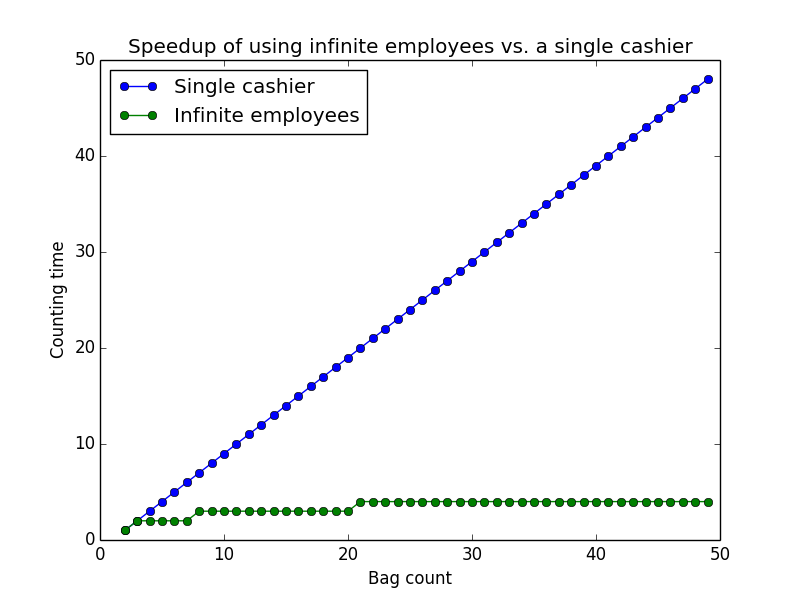 Speedup of using infinite employees vs. a single cashier
Single cashier
Infinite employees
Counting time
50
40
30
20
10
0
0 10 20 30 40 50
Bag count